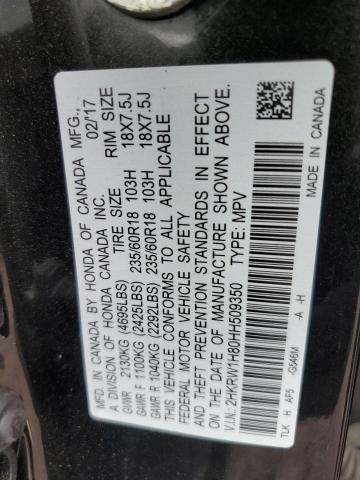 MFD. IN CANADA BY HONDA OF CANADA MFG.,
A DIVISION OF HONDA CANADA INC. 02/17
TIRE SIZE RIM SIZE
GVWR 2130KG (4695LBS)
GAWR F 1100KG (2425LBS) 235/60R18 103H 18X7.5J
GAWR R 1040KG (2292LBS) 235/60R18 103H 18X7.5J
THIS VEHICLE CONFORMS TO ALL APPLICABLE
FEDERAL MOTOR VEHICLE SAFETY
AND THEFT PREVENTION STANDARDS IN EFFECT
ON THE DATE OF MANUFACTURE SHOWN ABOVE.
V.I.N.: 2HKRW1H80HH509350 TYPE: MPV
TLK H AF5 -G546M -A -H MADE IN CANADA